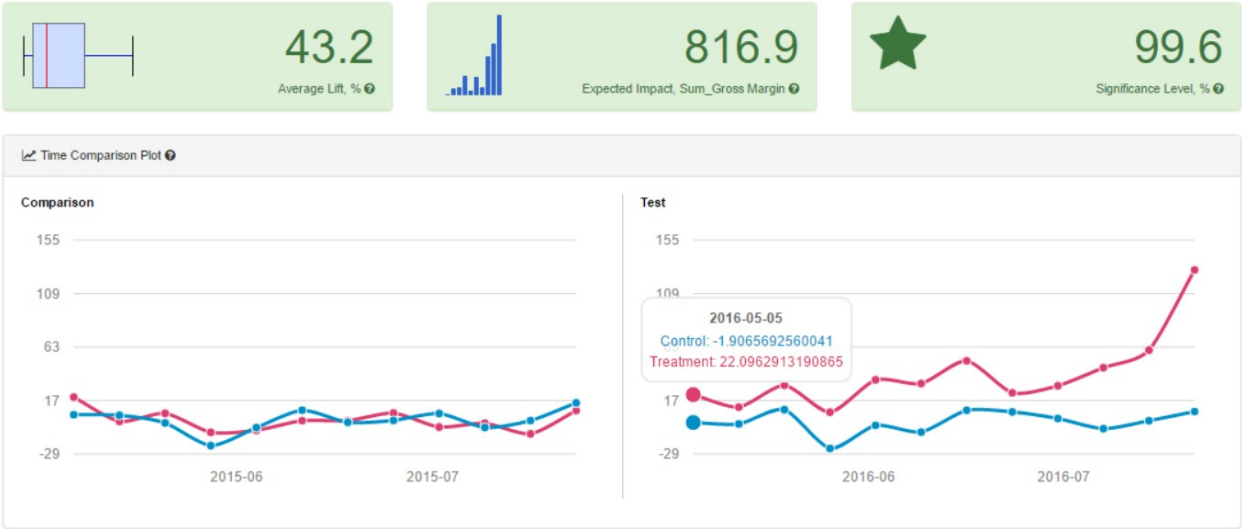 43.2
Average Lift, %
816.9
Expected Impact, Sum_Gross Margin
99.6
Significance Level, %
Time Comparison Plot
Comparison
155
109
63
17
-29
2015-06
2015-07
Test
155
109
2016-05-05
Control: -1.9065692560041
Treatment: 22.0962913190865
17
-29
2016-06
2016-07